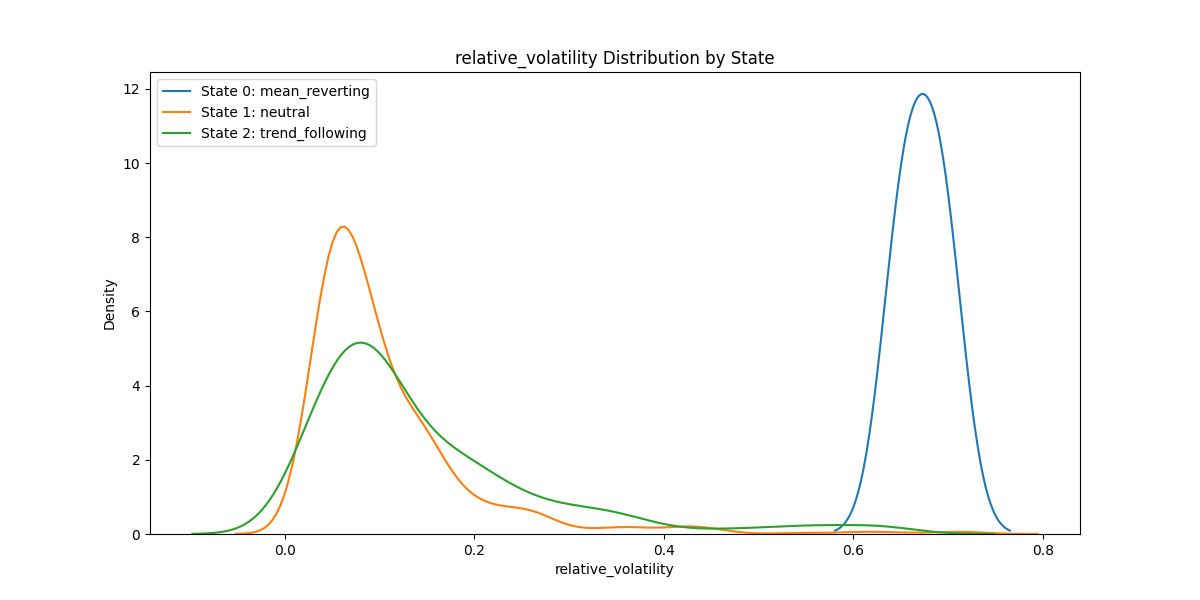 relative_volatility Distribution by State
State 0: mean_reverting
State 1: neutral
State 2: trend_following
12
10
8
6
4
2
0
Density
0.0 0.2 0.4 0.6 0.8
relative_volatility